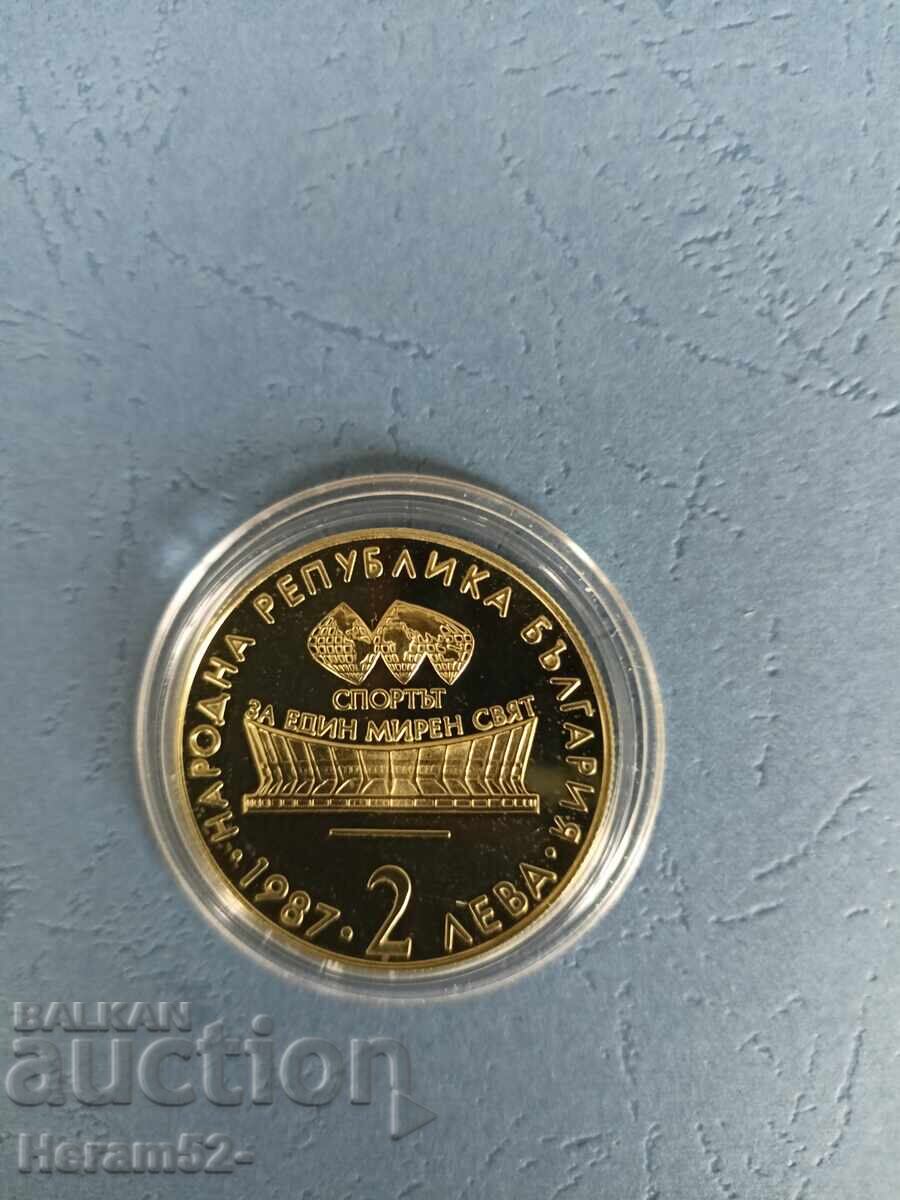 НАРОДНА РЕПУБЛИКА БЪЛГАРИЯ
СПОРТЪТ
ЗА ЕДИН МИРЕН СВЯТ
• 1987 • 2 ЛЕВА •
BALKAN
auction
Heram52-